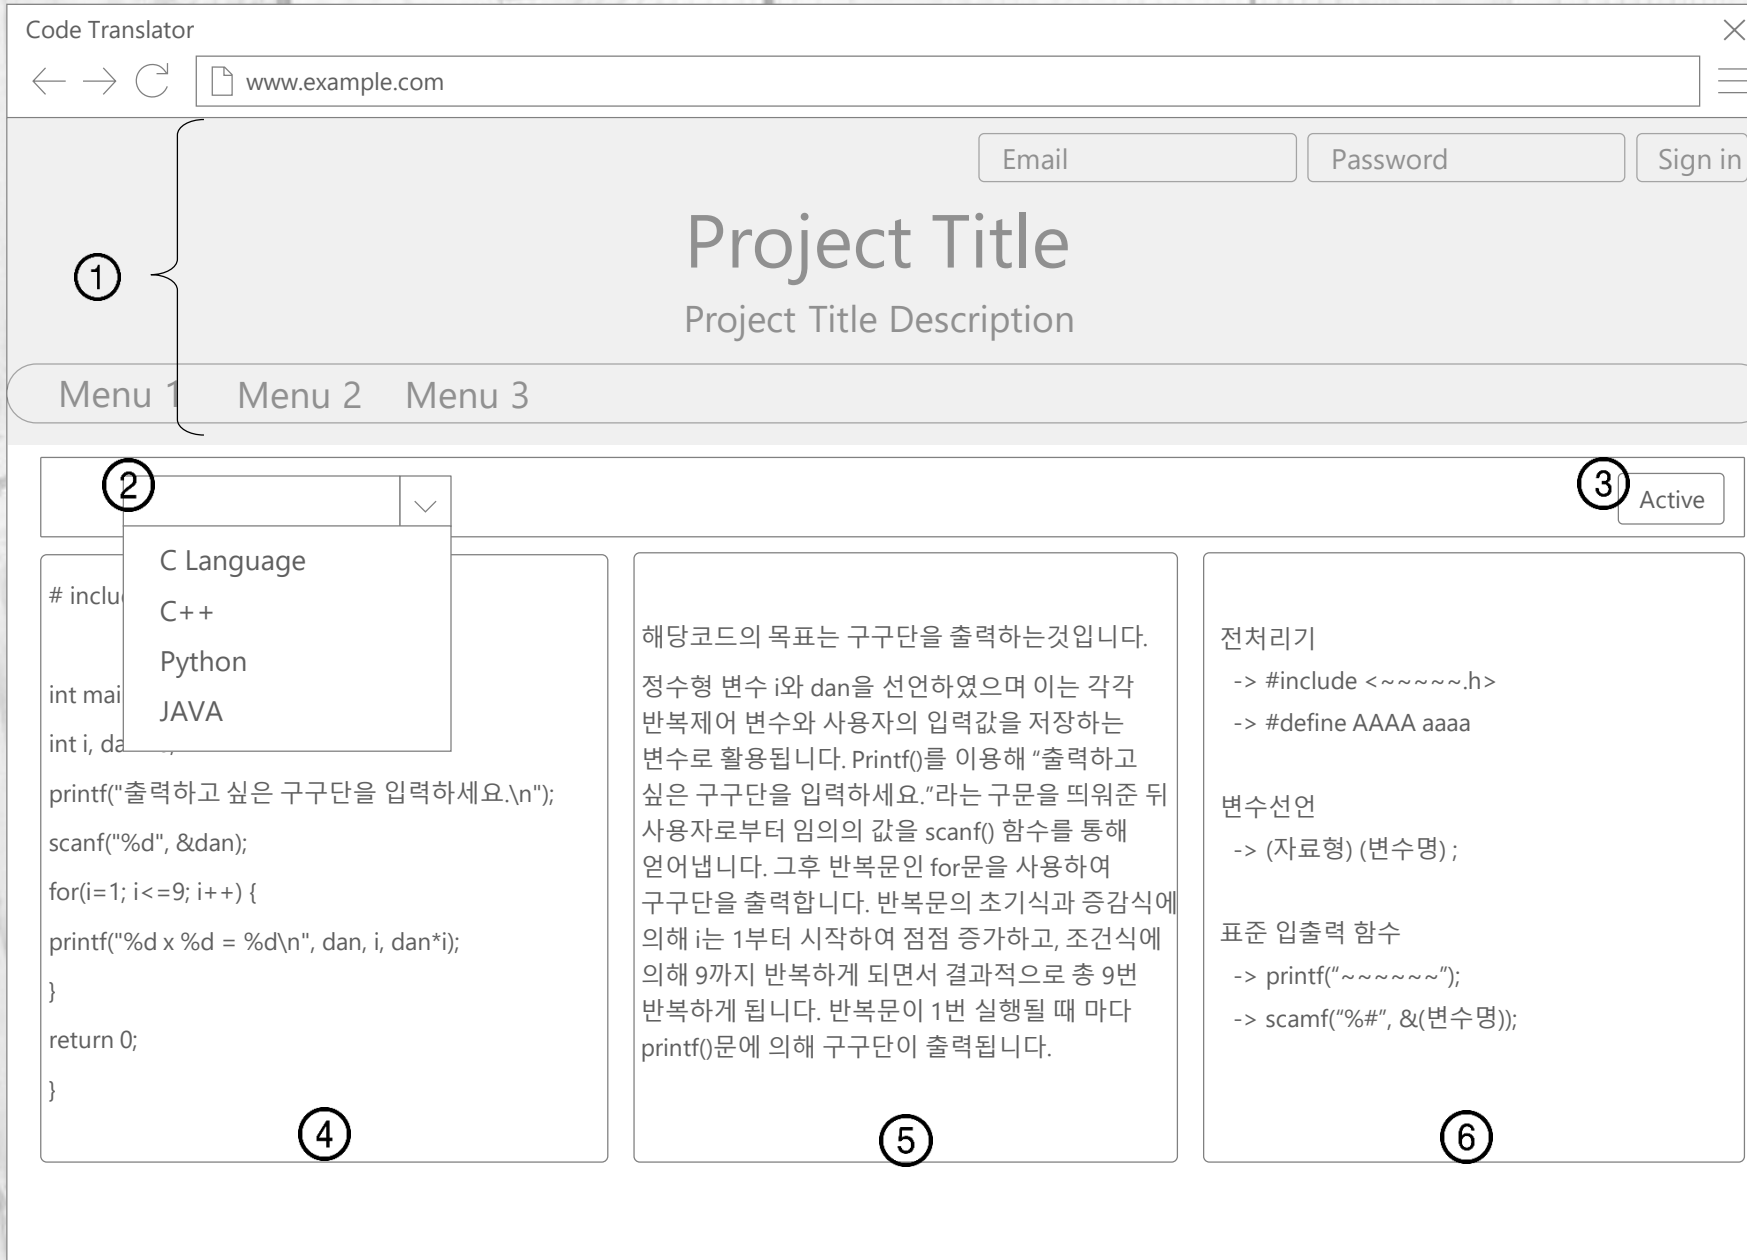 Code Translator
www.example.com
Email
Password
Sign in
Project Title
①
Project Title Description
Menu 1
Menu 2
Menu 3
②
③
Active
C Language
C++
Python
JAVA
# inclu
int mai
int i, da
printf("출력하고 싶은 구구단을 입력하세요.\n");
scanf("%d", &dan);
for(i=1; i<=9; i++) {
printf("%d x %d = %d\n", dan, i, dan*i);
}
return 0;
}
④
해당코드의 목표는 구구단을 출력하는것입니다.
정수형 변수 i와 dan을 선언하였으며 이는 각각
반복제어 변수와 사용자의 입력값을 저장하는
변수로 활용됩니다. Printf()를 이용해 “출력하고
싶은 구구단을 입력하세요.”라는 구문을 띄워준 뒤
사용자로부터 임의의 값을 scanf() 함수를 통해
얻어냅니다. 그후 반복문인 for문을 사용하여
구구단을 출력합니다. 반복문의 초기식과 증감식에
의해 i는 1부터 시작하여 점점 증가하고, 조건식에
의해 9까지 반복하게 되면서 결과적으로 총 9번
반복하게 됩니다. 반복문이 1번 실행될 때 마다
printf()문에 의해 구구단이 출력됩니다.
⑤
전처리기
-> #include <~~~~~.h>
-> #define AAAA aaaa
변수선언
-> (자료형) (변수명) ;
표준 입출력 함수
-> printf(“~~~~~~”);
-> scamf(“%#”, &(변수명));
⑥